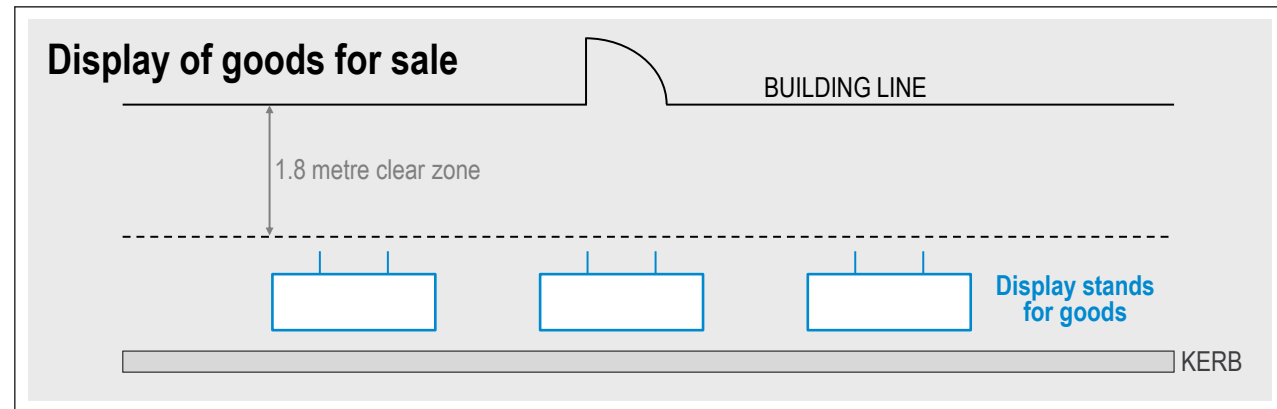 Display of goods for sale
BUILDING LINE
1.8 metre clear zone
Display stands
for goods
KERB